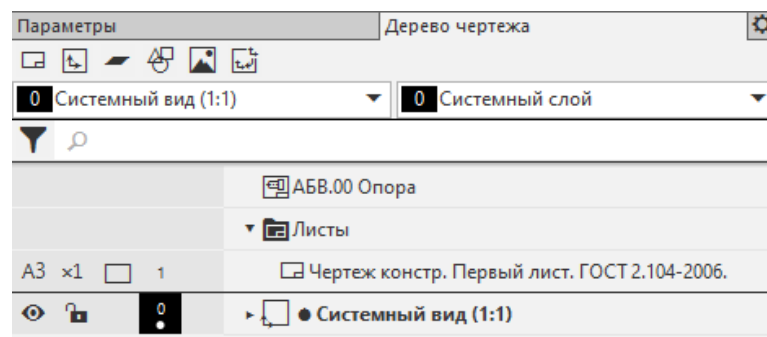 Параметры Дерево чертежа
0 Системный вид (1:1) 0 Системный слой
АБВ.00 Опора
Листы
А3 ×1 1 Чертеж констр. Первый лист. ГОСТ 2.104-2006.
0 Системный вид (1:1)